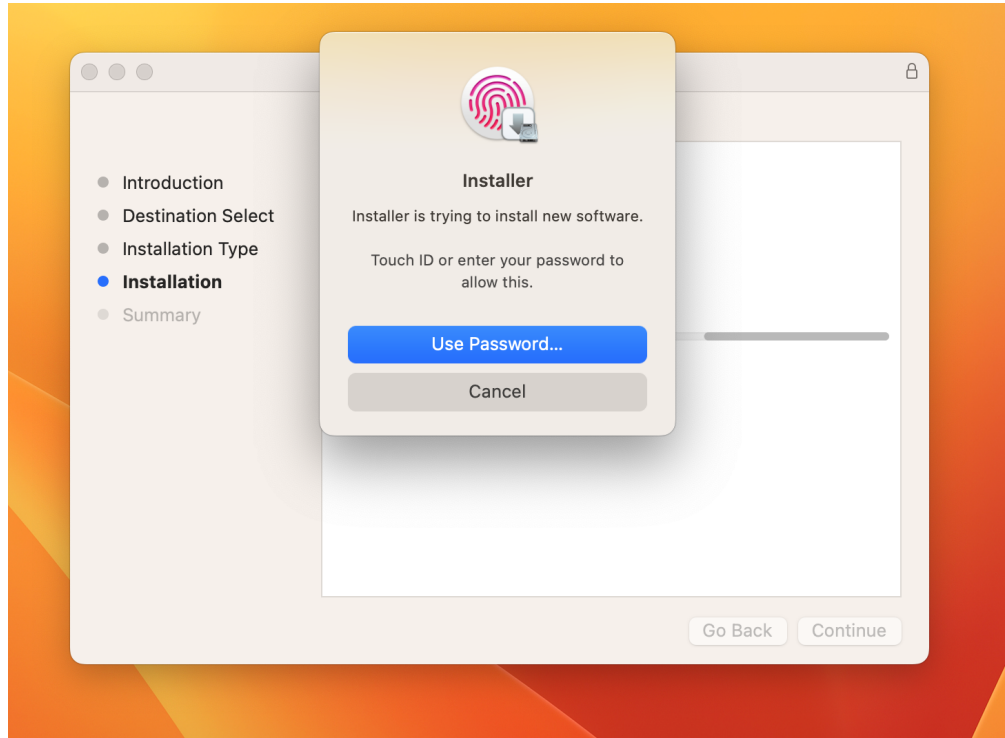 Installer
Installer is trying to install new software.
Touch ID or enter your password to
allow this.
Use Password...
Cancel
Introduction
Destination Select
Installation Type
Installation
Summary
Go Back
Continue